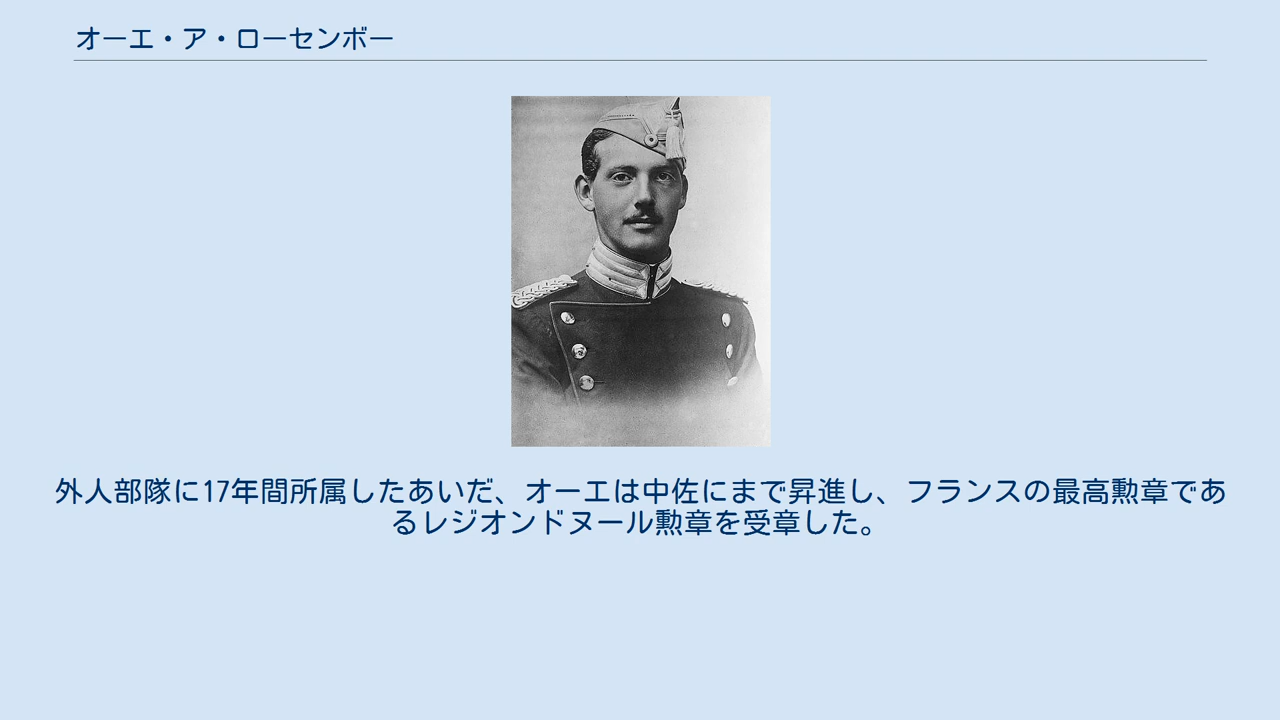 オーエ・ア・ローセンボー
外人部隊に17年間所属したあいだ、オーエは中佐にまで昇進し、フランスの最高勲章であ
るレジオンドヌール勲章を受章した。